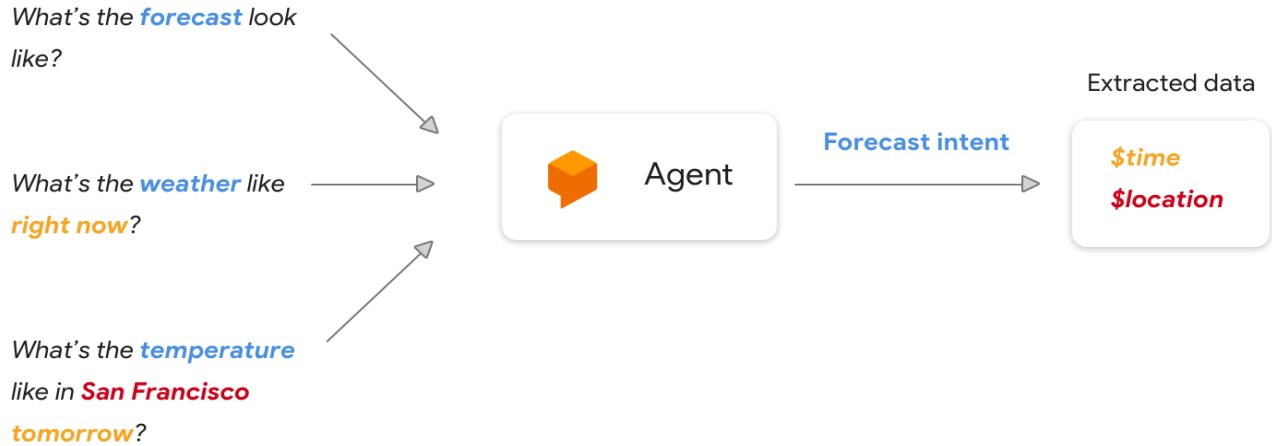 What’s the forecast look
like?
What’s the weather like
right now?
What’s the temperature
like in San Francisco
tomorrow?
Agent
Forecast intent
Extracted data
$time
$location